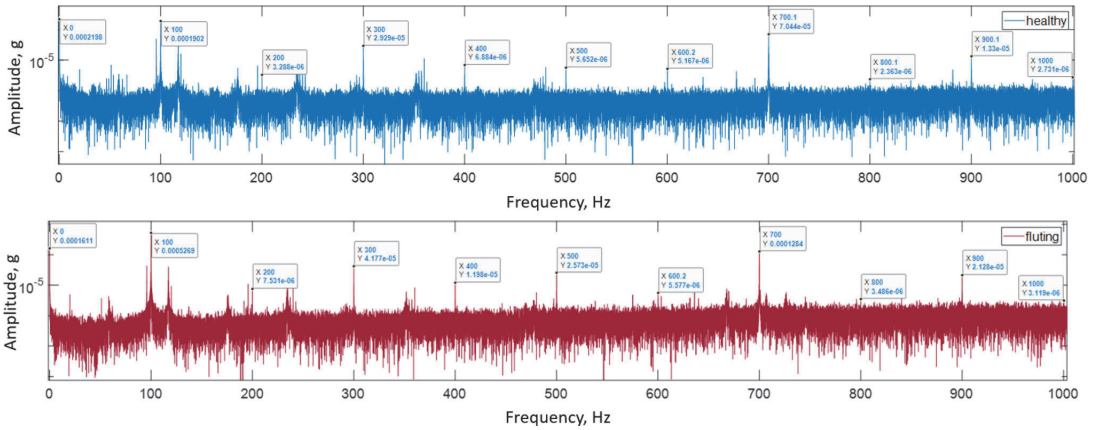 X 0
Y 0.0002198
X 100
Y 0.0001902
X 200
Y 3.288e-06
X 300
Y 2.929e-05
X 400
Y 6.884e-06
X 500
Y 5.652e-06
X 600.2
Y 5.167e-06
X 700.1
Y 7.044e-05
X 800.1
Y 2.363e-06
X 900.1
Y 1.33e-05
X 1000
Y 2.731e-06
healthy
Amplitude, g
10-5
0 100 200 300 400 500 600 700 800 900 1000
Frequency, Hz
X 0
Y 0.0001611
X 100
Y 0.0005269
X 200
Y 7.531e-06
X 300
Y 4.177e-05
X 400
Y 1.198e-05
X 500
Y 2.573e-05
X 600.2
Y 5.577e-06
X 700
Y 0.0001284
X 800
Y 3.486e-06
X 900
Y 2.128e-05
X 1000
Y 3.119e-06
fluting
Amplitude, g
10-5
0 100 200 300 400 500 600 700 800 900 1000
Frequency, Hz